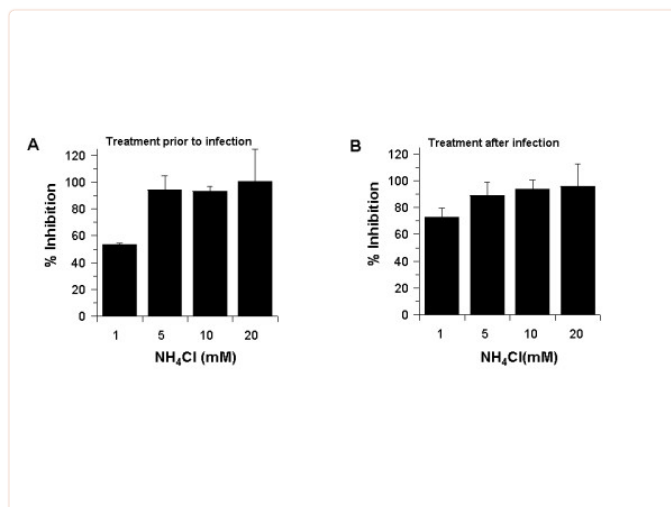 A
Treatment prior to infection
120
100
80
60
40
20
0
% Inhibition
1 5 10 20
NH₄Cl (mM)
B
Treatment after infection
120
100
80
60
40
20
0
% Inhibition
1 5 10 20
NH₄Cl(mM)